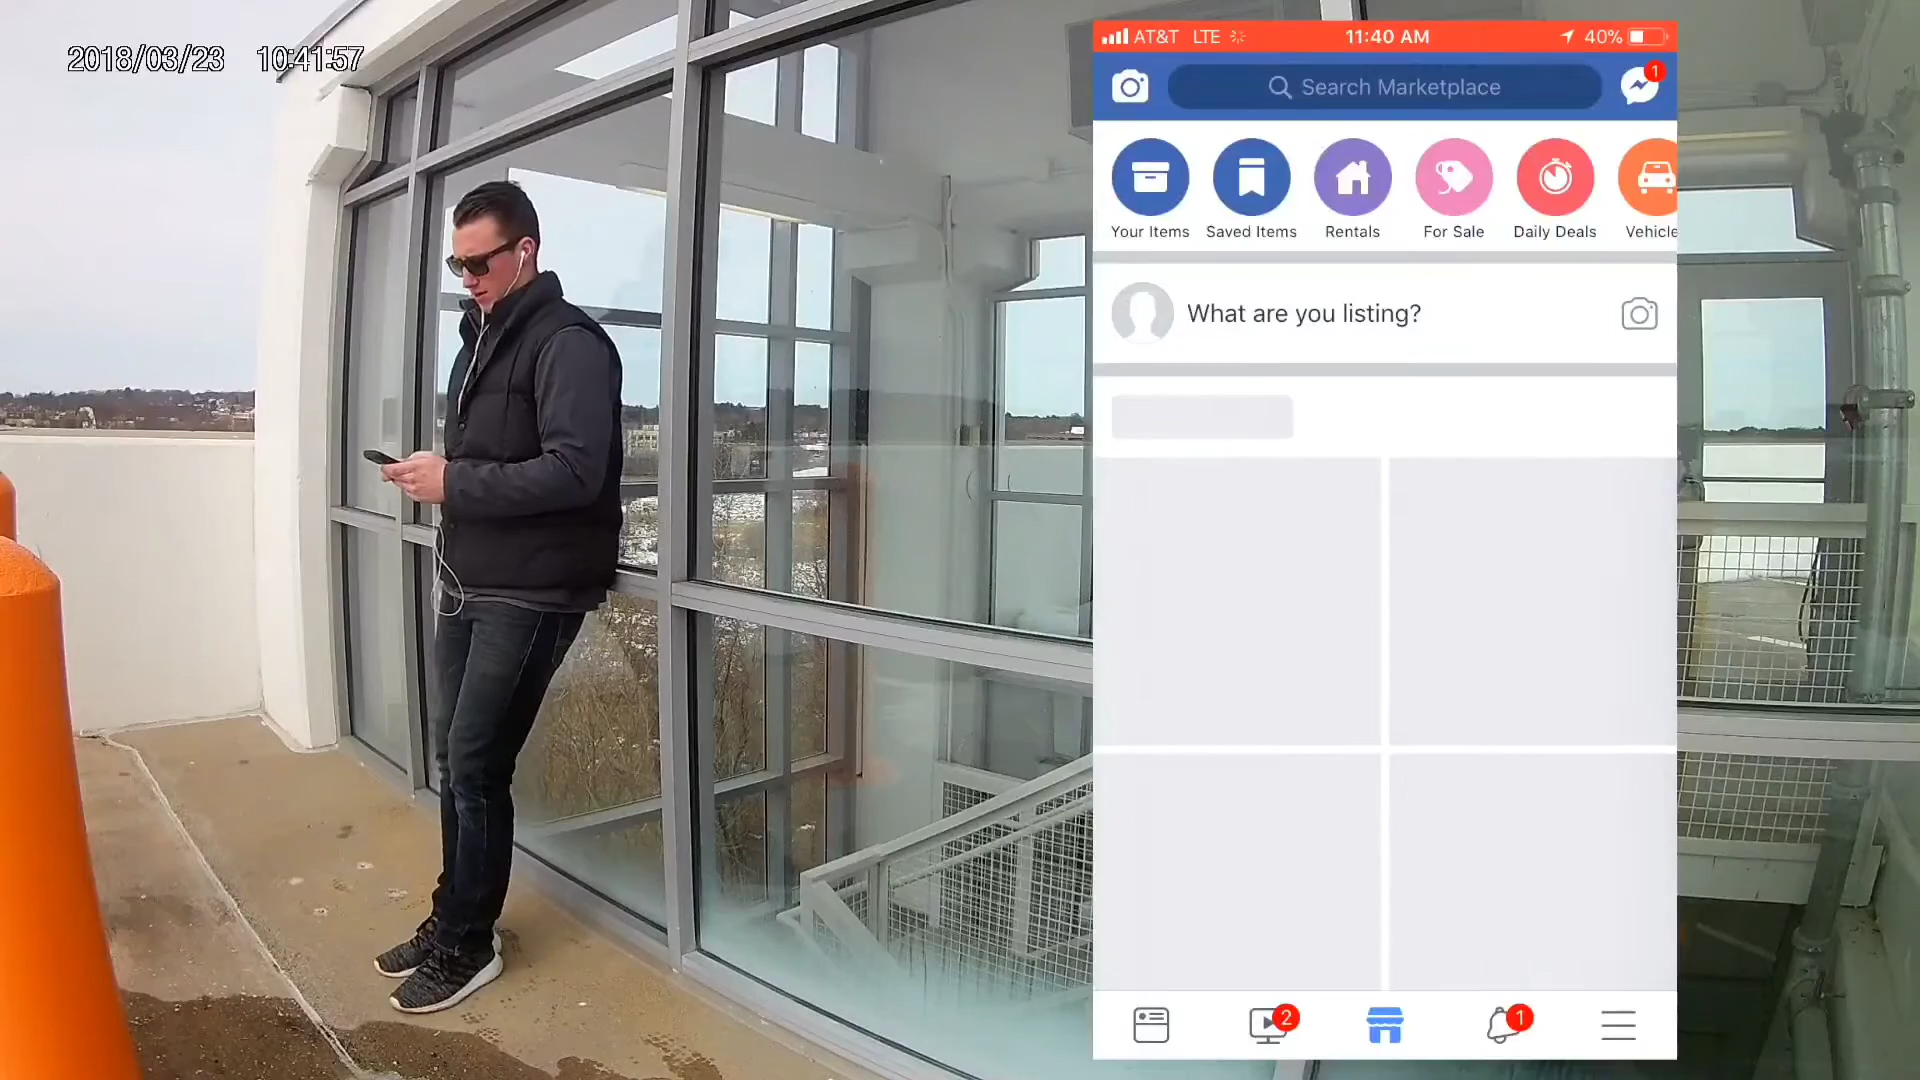 2018/03/23 10:41:57
AT&T LTE 11:40 AM 40%
Search Marketplace
1
Your Items Saved Items Rentals For Sale Daily Deals Vehicle
What are you listing?
2 1